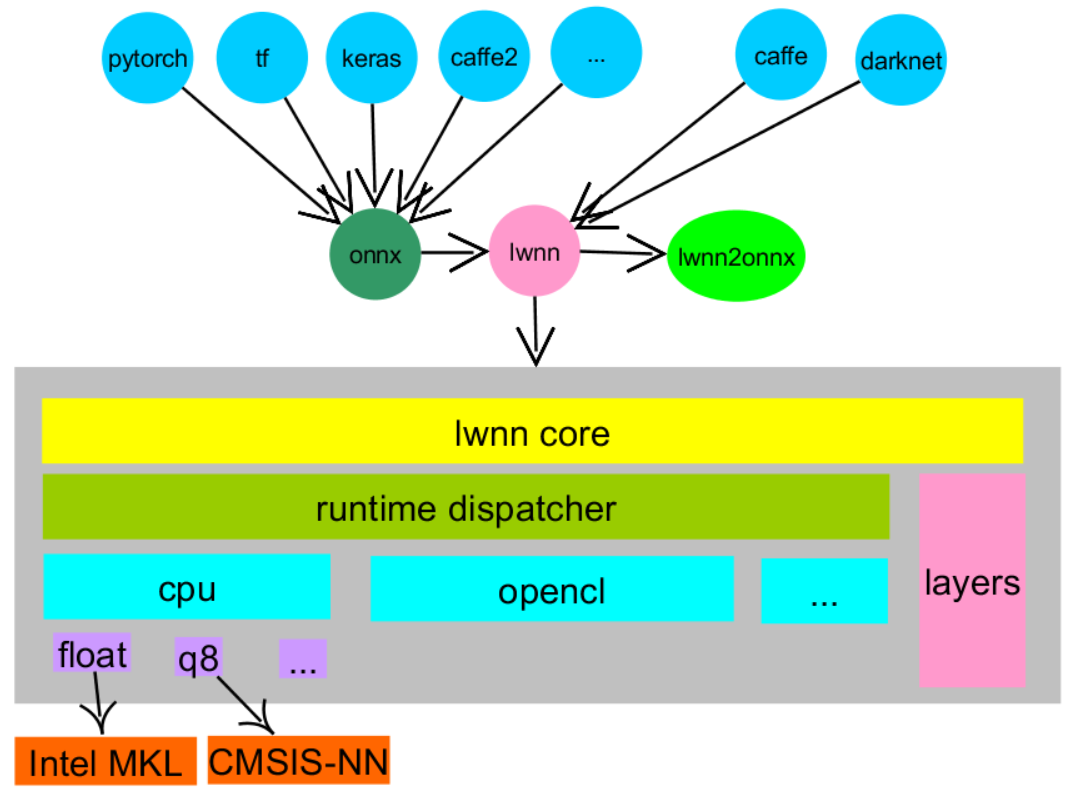 pytorch
tf
keras
caffe2
...
caffe
darknet
onnx
lwnn
lwnn2onnx
lwnn core
runtime dispatcher
layers
cpu
opencl
...
float
q8
...
Intel MKL
CMSIS-NN